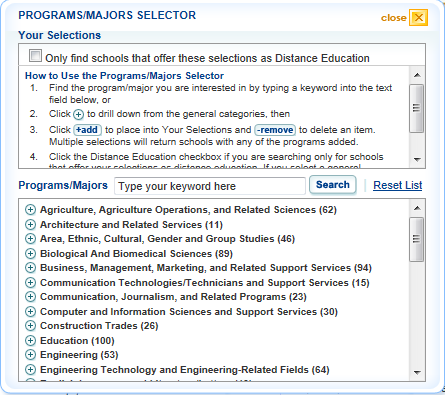 PROGRAMS/MAJORS SELECTOR
close X
Your Selections
Only find schools that offer these selections as Distance Education
How to Use the Programs/Majors Selector
1. Find the program/major you are interested in by typing a keyword into the text
field below, or
2. Click + to drill down from the general categories, then
3. Click +add to place into Your Selections and -remove to delete an item.
Multiple selections will return schools with any of the programs added.
4. Click the Distance Education checkbox if you are searching only for schools
that offer your selections as distance education. If you select a general
Programs/Majors Type your keyword here Search Reset List
Agriculture, Agriculture Operations, and Related Sciences (62)
Architecture and Related Services (11)
Area, Ethnic, Cultural, Gender and Group Studies (46)
Biological And Biomedical Sciences (89)
Business, Management, Marketing, and Related Support Services (94)
Communication Technologies/Technicians and Support Services (15)
Communication, Journalism, and Related Programs (23)
Computer and Information Sciences and Support Services (30)
Construction Trades (26)
Education (100)
Engineering (53)
Engineering Technology and Engineering-Related Fields (64)